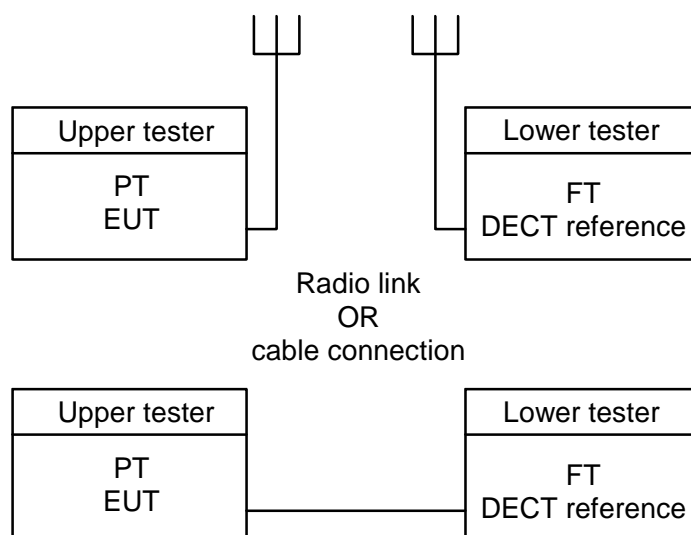 Upper tester
PT
EUT
Lower tester
FT
DECT reference
Radio link
OR
cable connection
Upper tester
PT
EUT
Lower tester
FT
DECT reference